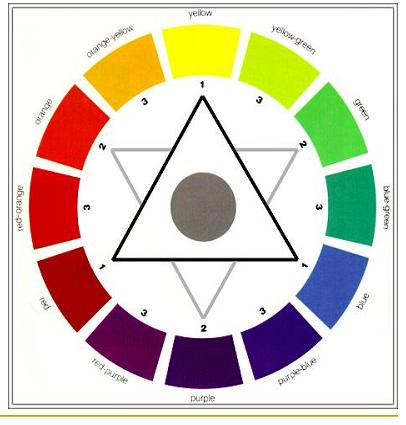 yellow
yellow-green
green
blue-green
blue
purple-blue
purple
red-purple
red
red-orange
orange
orange-yellow
1
3
2
3
1
3
2
3
1
3
2
3